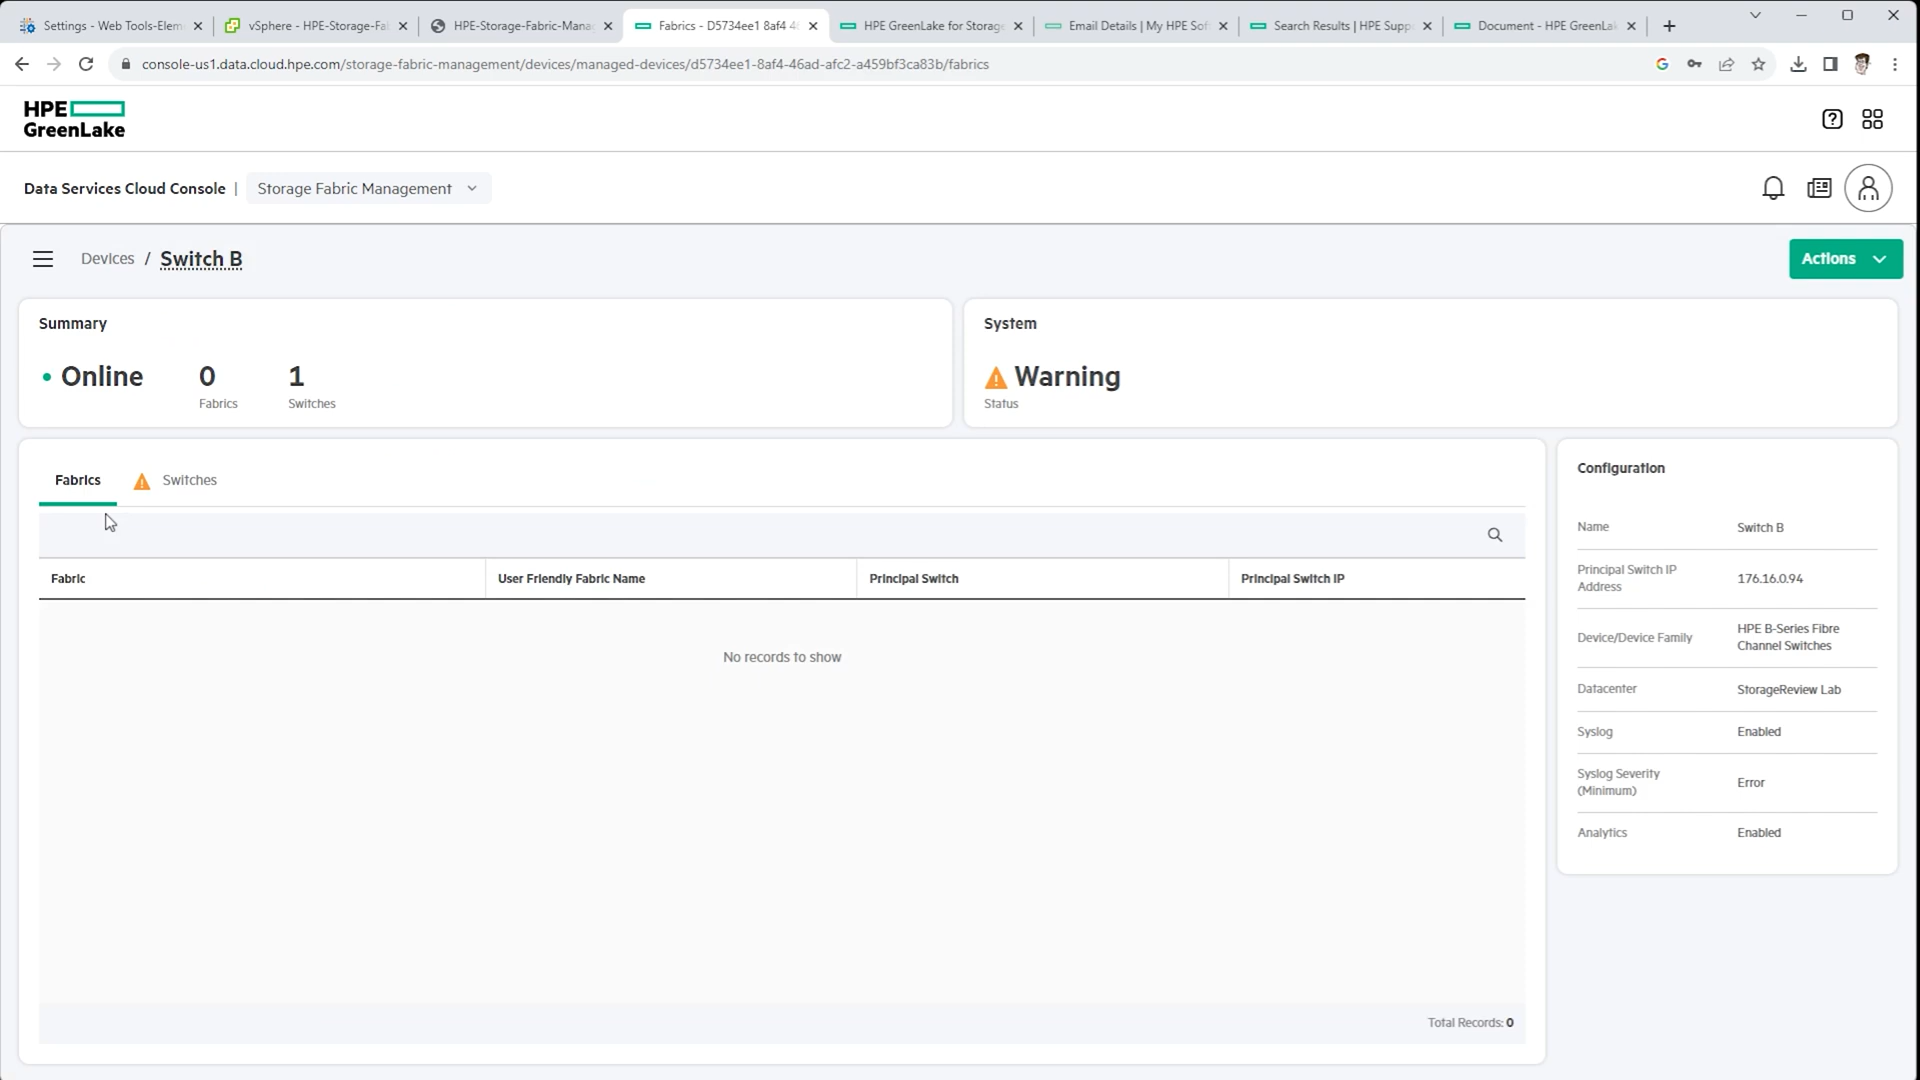 Settings - Web Tools-Elem
vSphere - HPE-Storage-Fal
HPE-Storage-Fabric-Manag
Fabrics - D5734ee1 8af4 46
HPE GreenLake for Storage
Email Details | My HPE Sof
Search Results | HPE Supp
Document - HPE GreenLak
console-us1.data.cloud.hpe.com/storage-fabric-management/devices/managed-devices/d5734ee1-8af4-46ad-afc2-a459bf3ca83b/fabrics
HPE
GreenLake
Data Services Cloud Console | Storage Fabric Management
Devices / Switch B
Actions
Summary
Online 0 1
Fabrics Switches
System
Warning
Status
Fabrics Switches
Fabric User Friendly Fabric Name Principal Switch Principal Switch IP
No records to show
Total Records: 0
Configuration
Name Switch B
Principal Switch IP
Address 176.16.0.94
Device/Device Family HPE B-Series Fibre
Channel Switches
Datacenter StorageReview Lab
Syslog Enabled
Syslog Severity
(Minimum) Error
Analytics Enabled